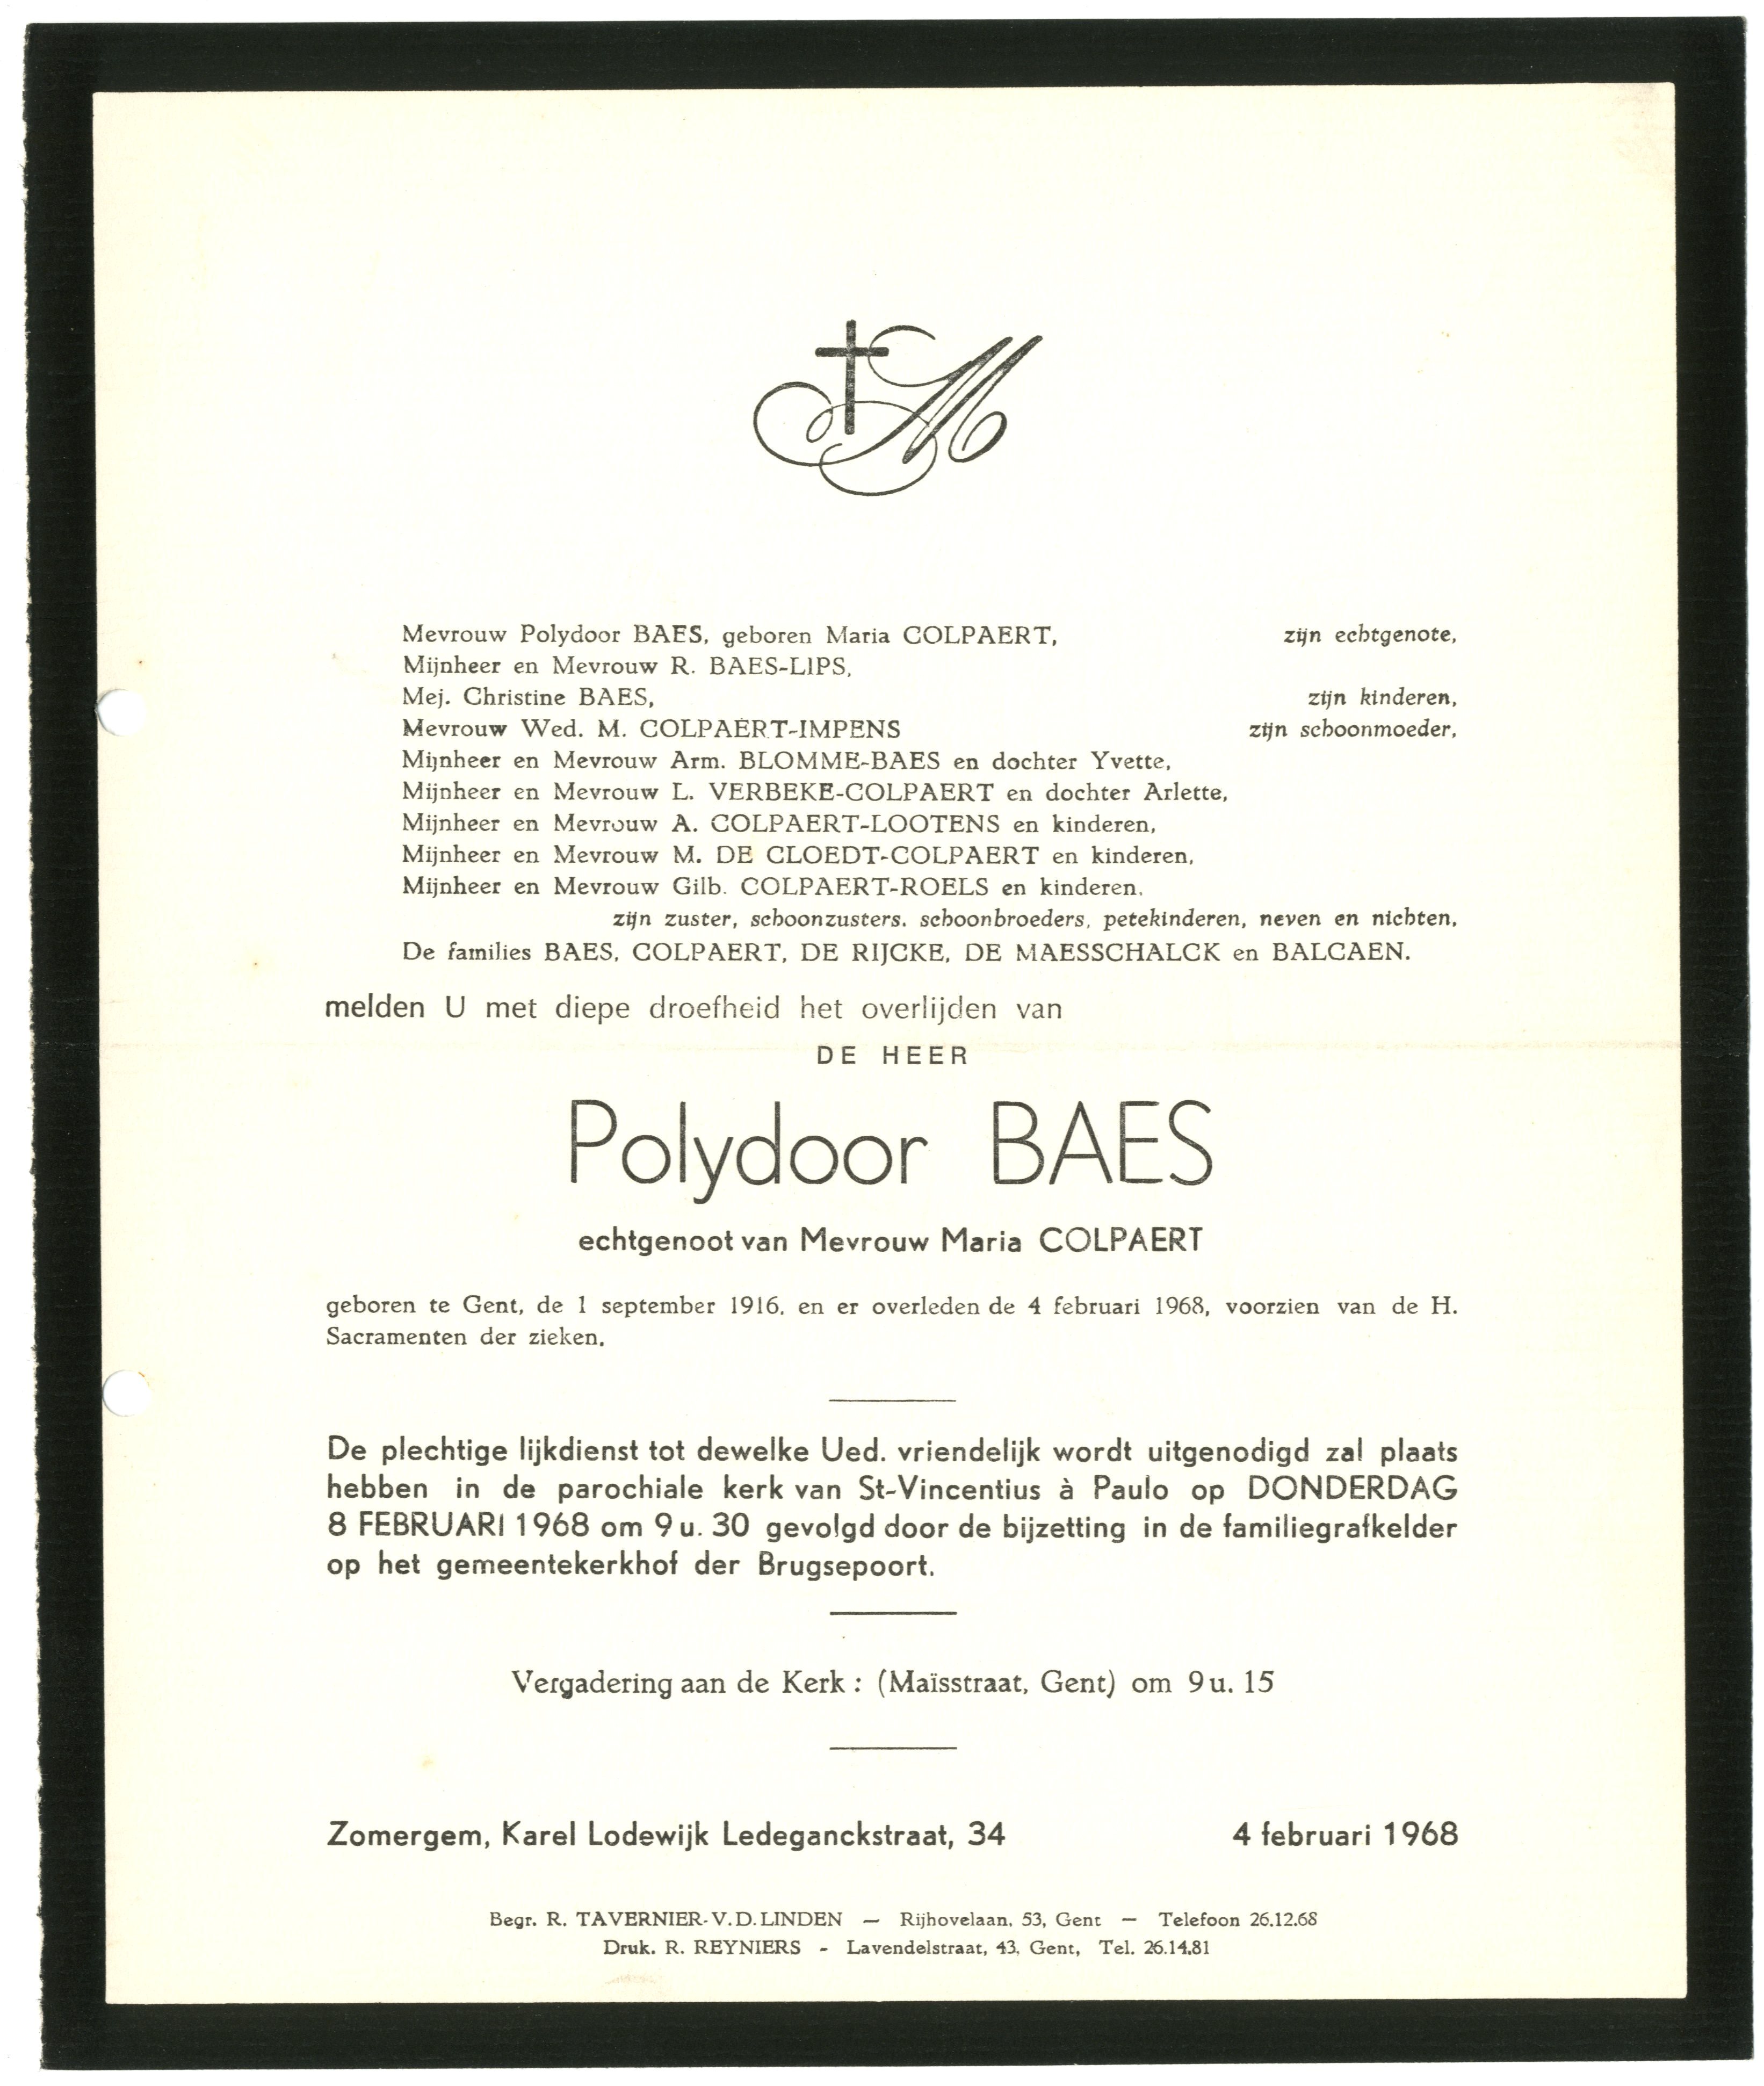 M
Mevrouw Polydoor BAES, geboren Maria COLPAERT, zijn echtgenote,
Mijnheer en Mevrouw R. BAES-LIPS,
Mej. Christine BAES, zijn kinderen,
Mevrouw Wed. M. COLPAERT-IMPENS zijn schoonmoeder,
Mijnheer en Mevrouw Arm. BLOMME-BAES en dochter Yvette,
Mijnheer en Mevrouw L. VERBEKE-COLPAERT en dochter Arlette,
Mijnheer en Mevrouw A. COLPAERT-LOOTENS en kinderen,
Mijnheer en Mevrouw M. DE CLOEDT-COLPAERT en kinderen,
Mijnheer en Mevrouw Gilb. COLPAERT-ROELS en kinderen,
zijn zuster, schoonzusters, schoonbroeders, petekinderen, neven en nichten,
De families BAES, COLPAERT, DE RIJCKE, DE MAESSCHALCK en BALCAEN.
melden U met diepe droefheid het overlijden van
DE HEER
Polydoor BAES
echtgenoot van Mevrouw Maria COLPAERT
geboren te Gent, de 1 september 1916, en er overleden de 4 februari 1968, voorzien van de H.
Sacramenten der zieken.
De plechtige lijkdienst tot dewelke Ued. vriendelijk wordt uitgenodigd zal plaats
hebben in de parochiale kerk van St-Vincentius à Paulo op DONDERDAG
8 FEBRUARI 1968 om 9 u. 30 gevolgd door de bijzetting in de familiegrafkelder
op het gemeentekerkhof der Brugsepoort.
Vergadering aan de Kerk : (Maïsstraat, Gent) om 9 u. 15
Zomergem, Karel Lodewijk Ledeganckstraat, 34 4 februari 1968
Begr. R. TAVERNIER-V.D.LINDEN — Rijhovelaan, 53, Gent — Telefoon 26.12.68
Druk. R. REYNIERS - Lavendelstraat, 43, Gent, Tel. 26.14.81